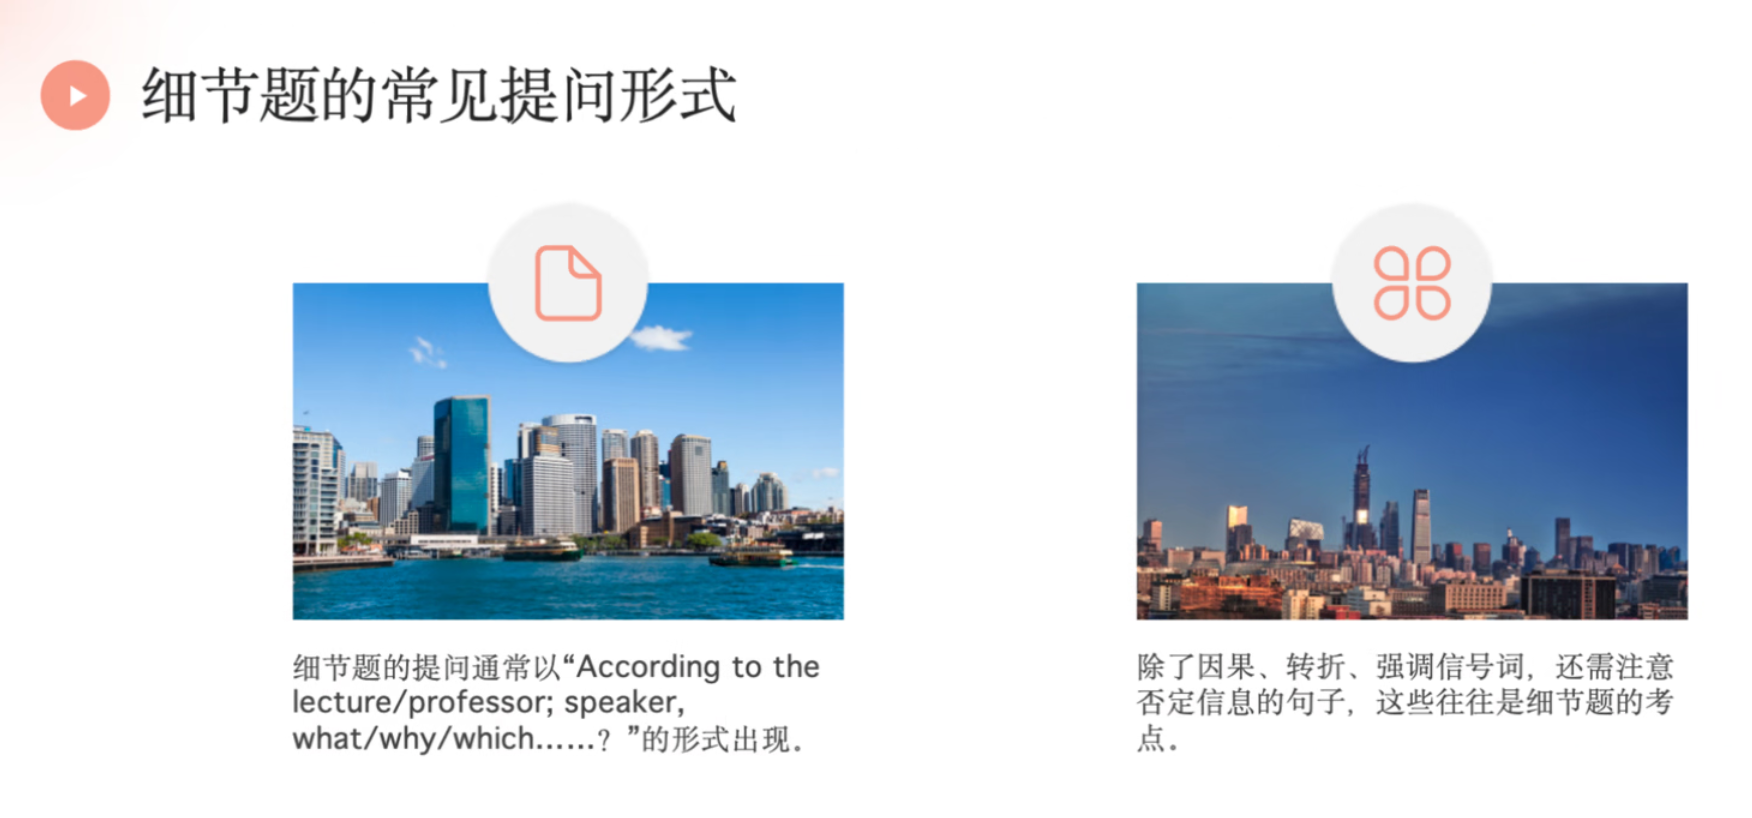 细节题的常见提问形式
细节题的提问通常以“According to the
lecture/professor; speaker,
what/why/which……？”的形式出现。
除了因果、转折、强调信号词，还需注意
否定信息的句子，这些往往是细节题的考
点。